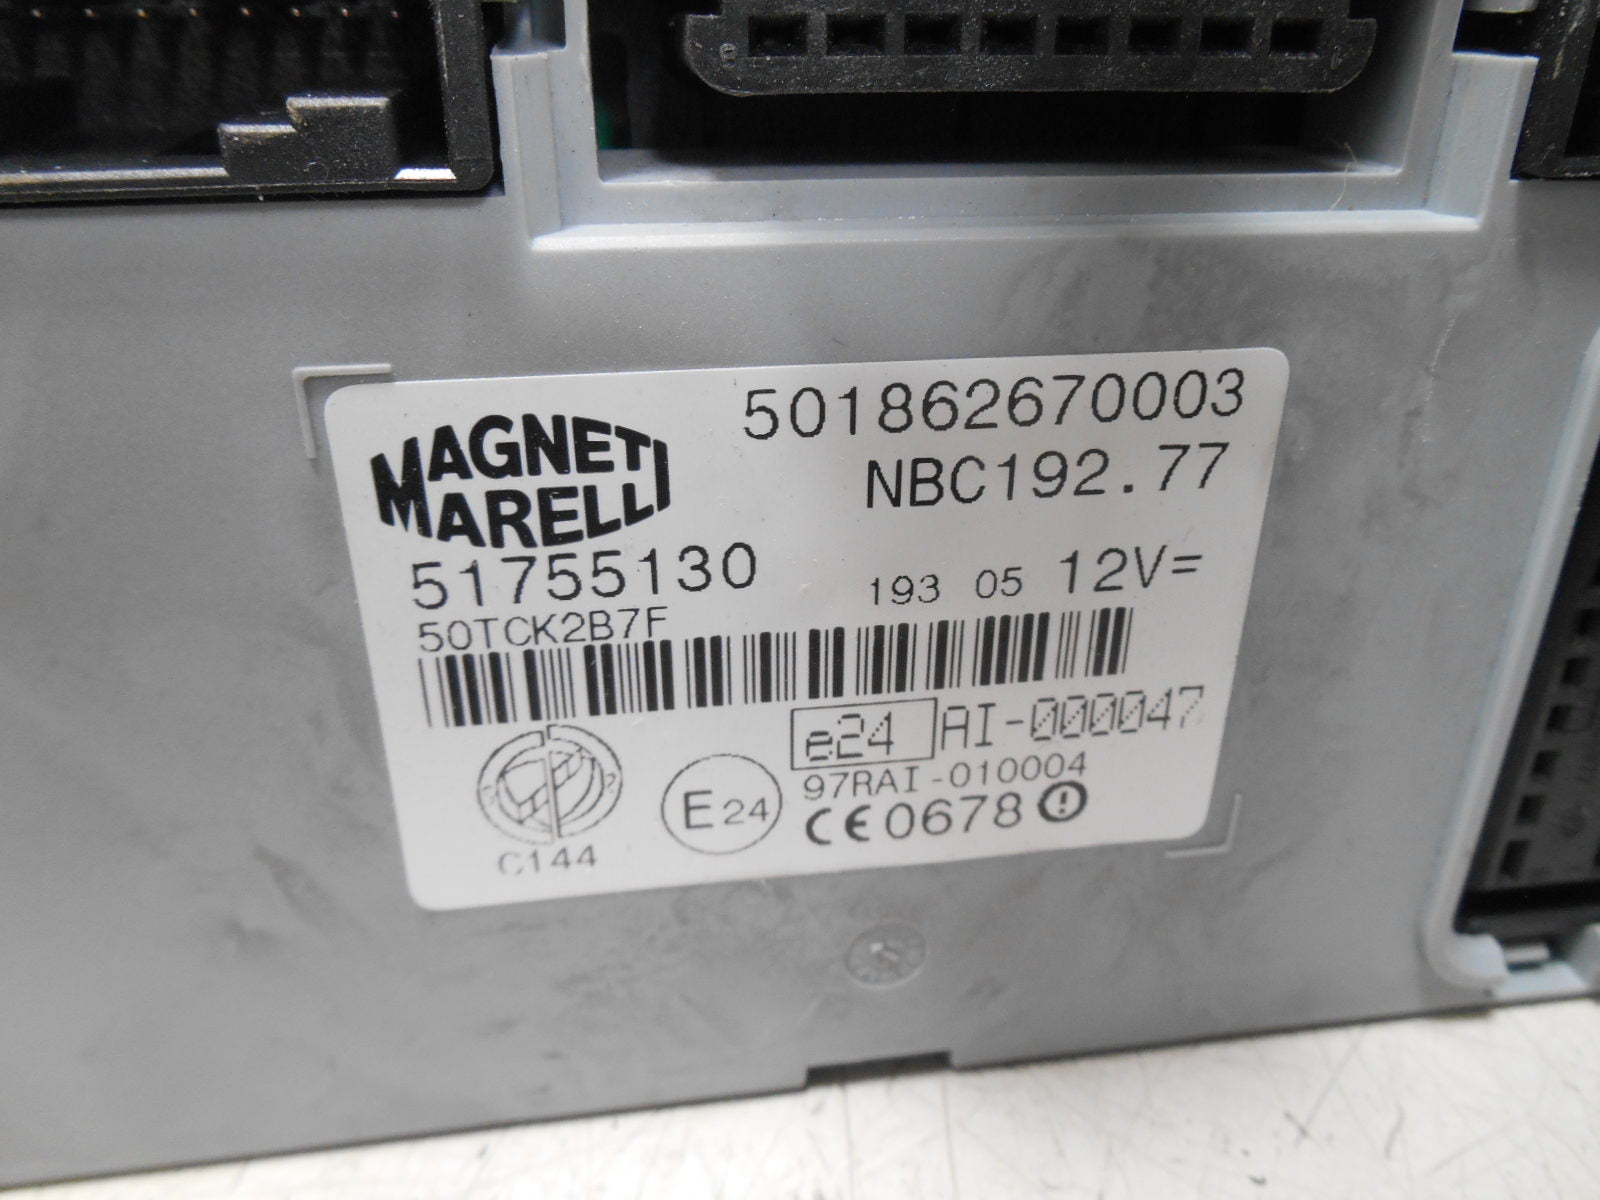 MAGNETI
MARELLI
501862670003
NBC192.77
51755130
193 05 12V=
50TCK2B7F
e24 AI-000047
97RAI-010004
E24
CE0678
C144